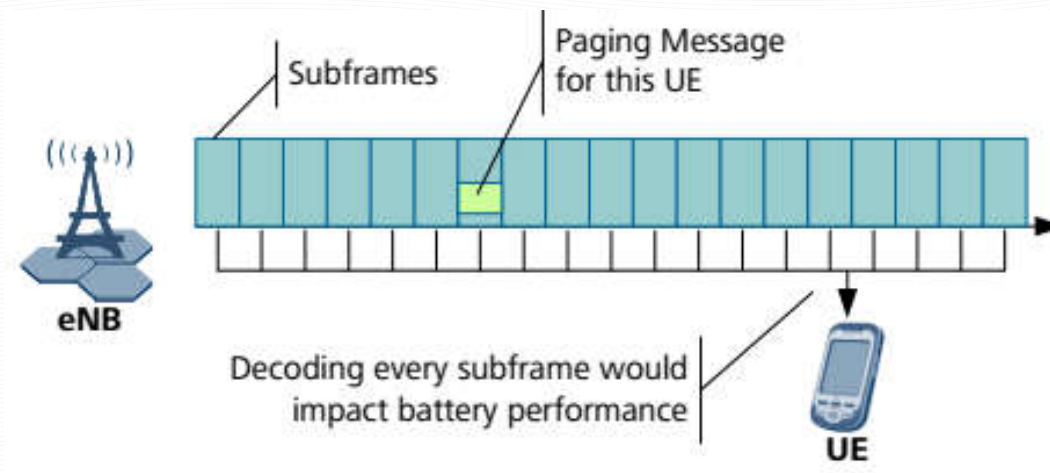 Subframes
Paging Message
for this UE
eNB
Decoding every subframe would
impact battery performance
UE